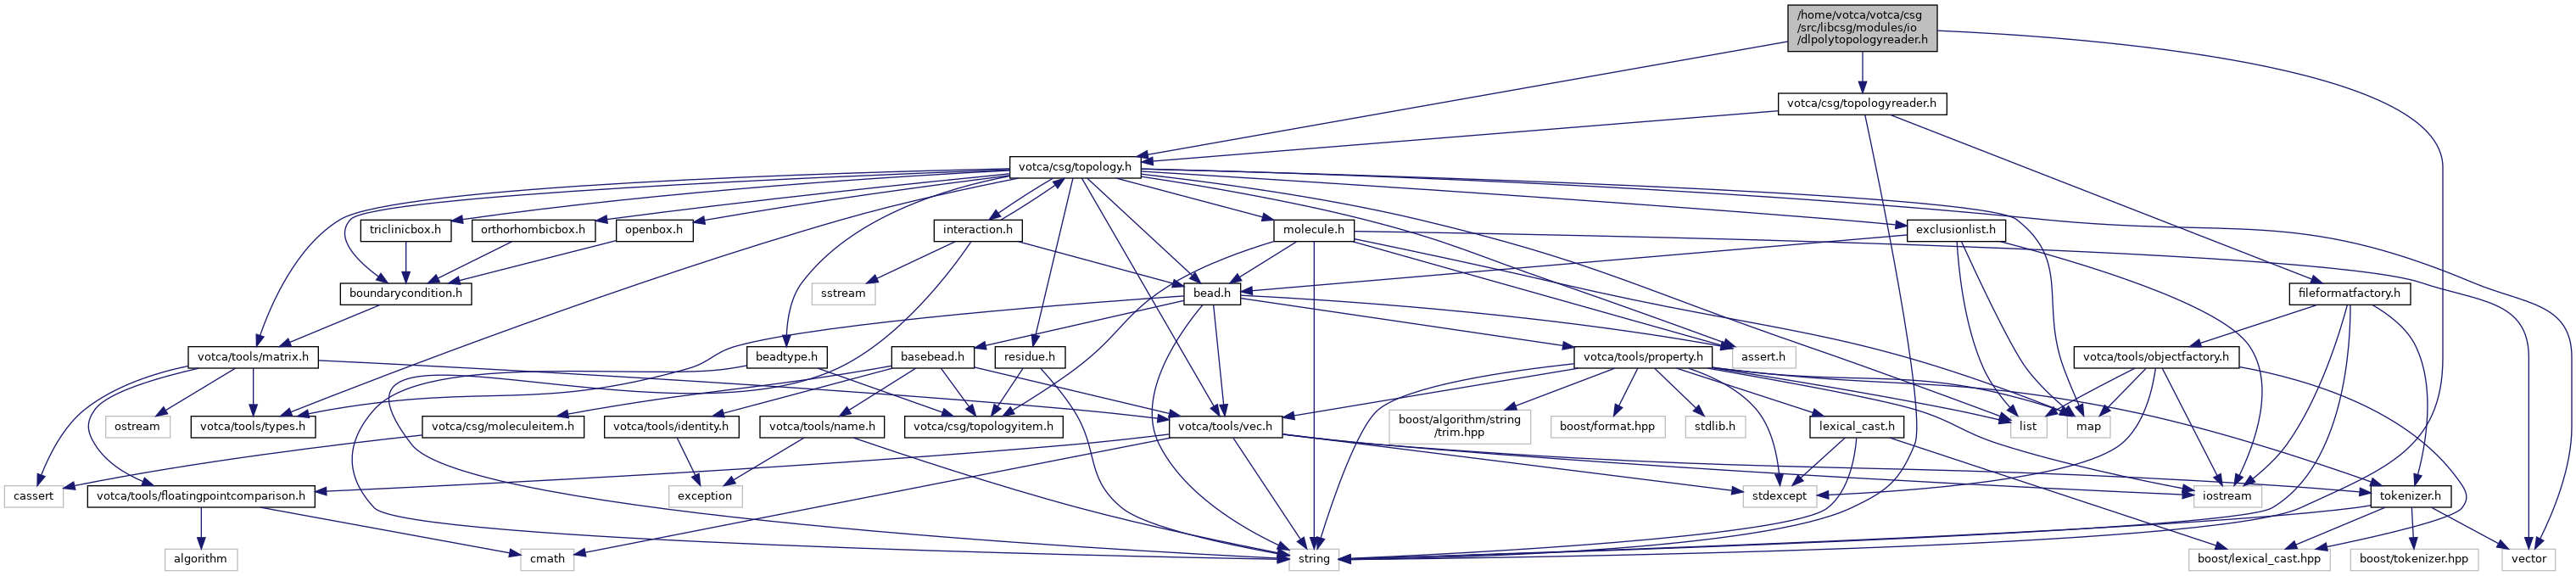 /home/votca/votca/csg
/src/libcsg/modules/io
/dlpolytopologyreader.h
votca/csg/topologyreader.h
votca/csg/topology.h
triclinicbox.h
orthorhombicbox.h
openbox.h
interaction.h
molecule.h
exclusionlist.h
boundarycondition.h
sstream
bead.h
fileformatfactory.h
votca/tools/matrix.h
beadtype.h
basebead.h
residue.h
votca/tools/property.h
assert.h
votca/tools/objectfactory.h
ostream
votca/tools/types.h
votca/csg/moleculeitem.h
votca/tools/identity.h
votca/tools/name.h
votca/csg/topologyitem.h
votca/tools/vec.h
boost/algorithm/string
/trim.hpp
boost/format.hpp
stdlib.h
lexical_cast.h
list
map
cassert
votca/tools/floatingpointcomparison.h
exception
stdexcept
iostream
tokenizer.h
algorithm
cmath
string
boost/lexical_cast.hpp
boost/tokenizer.hpp
vector